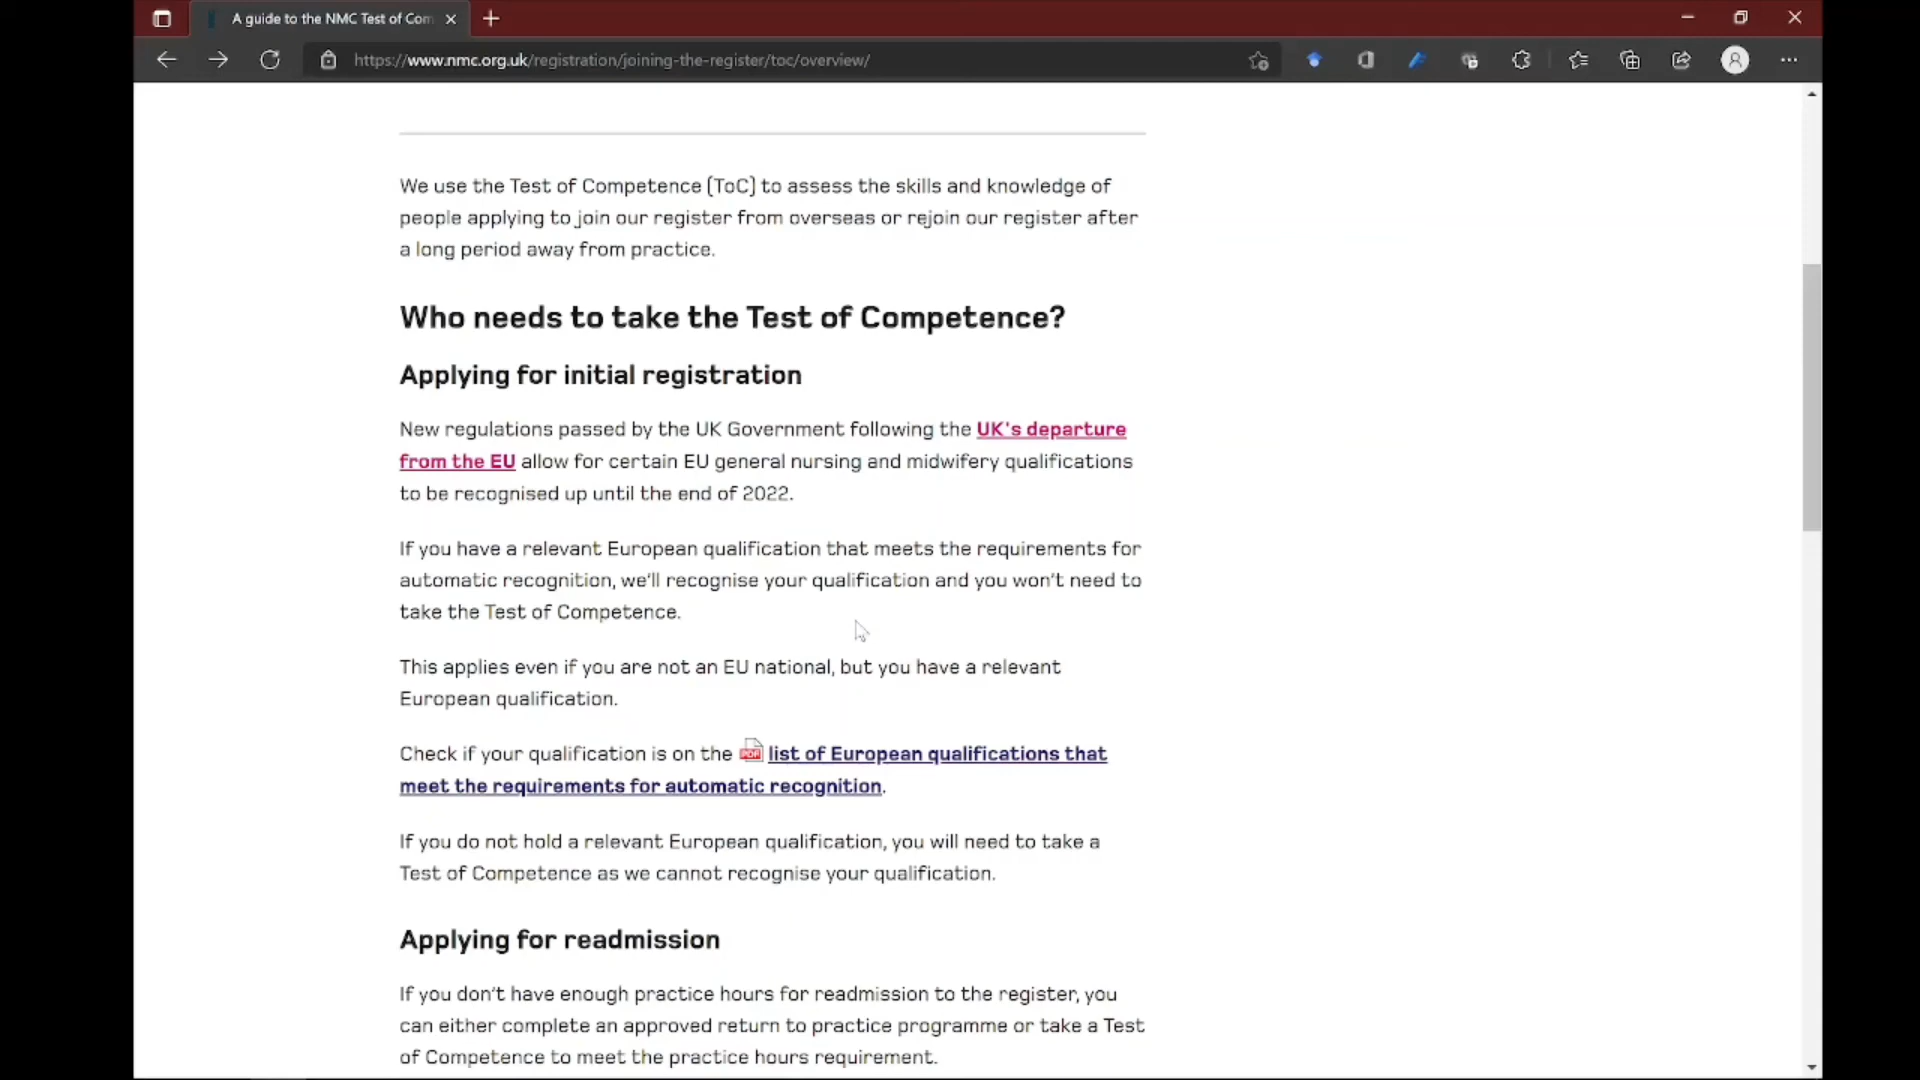 A guide to the NMC Test of Com
https://www.nmc.org.uk/registration/joining-the-register/toc/overview/
We use the Test of Competence (ToC) to assess the skills and knowledge of
people applying to join our register from overseas or rejoin our register after
a long period away from practice.
Who needs to take the Test of Competence?
Applying for initial registration
New regulations passed by the UK Government following the UK's departure
from the EU allow for certain EU general nursing and midwifery qualifications
to be recognised up until the end of 2022.
If you have a relevant European qualification that meets the requirements for
automatic recognition, we'll recognise your qualification and you won't need to
take the Test of Competence.
This applies even if you are not an EU national, but you have a relevant
European qualification.
Check if your qualification is on the PDF list of European qualifications that
meet the requirements for automatic recognition.
If you do not hold a relevant European qualification, you will need to take a
Test of Competence as we cannot recognise your qualification.
Applying for readmission
If you don't have enough practice hours for readmission to the register, you
can either complete an approved return to practice programme or take a Test
of Competence to meet the practice hours requirement.